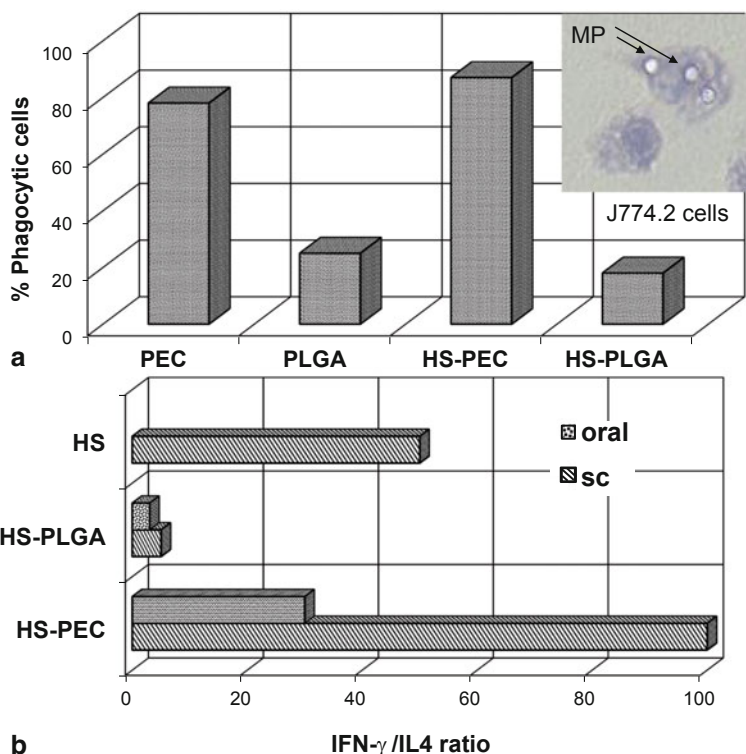 100
80
60
40
20
0
% Phagocytic cells
MP
J774.2 cells
PEC PLGA HS-PEC HS-PLGA
a
HS
HS-PLGA
HS-PEC
oral
sc
0 20 40 60 80 100
IFN-γ /IL4 ratio
b